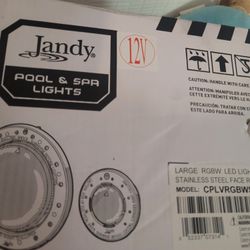 Jandy®
12V
POOL & SPA
LIGHTS
CAUTION: HANDLE WITH CARE
ATTENTION: MANIPULER AVEC
CETTE EXTREMITE VERS LE
PRECAUCION: TRATAR CON
ESTE LADO PARA ARRIBA.
LARGE RGBW LED
STAINLESS STEEL FACE
MODEL: CPLVRGBW